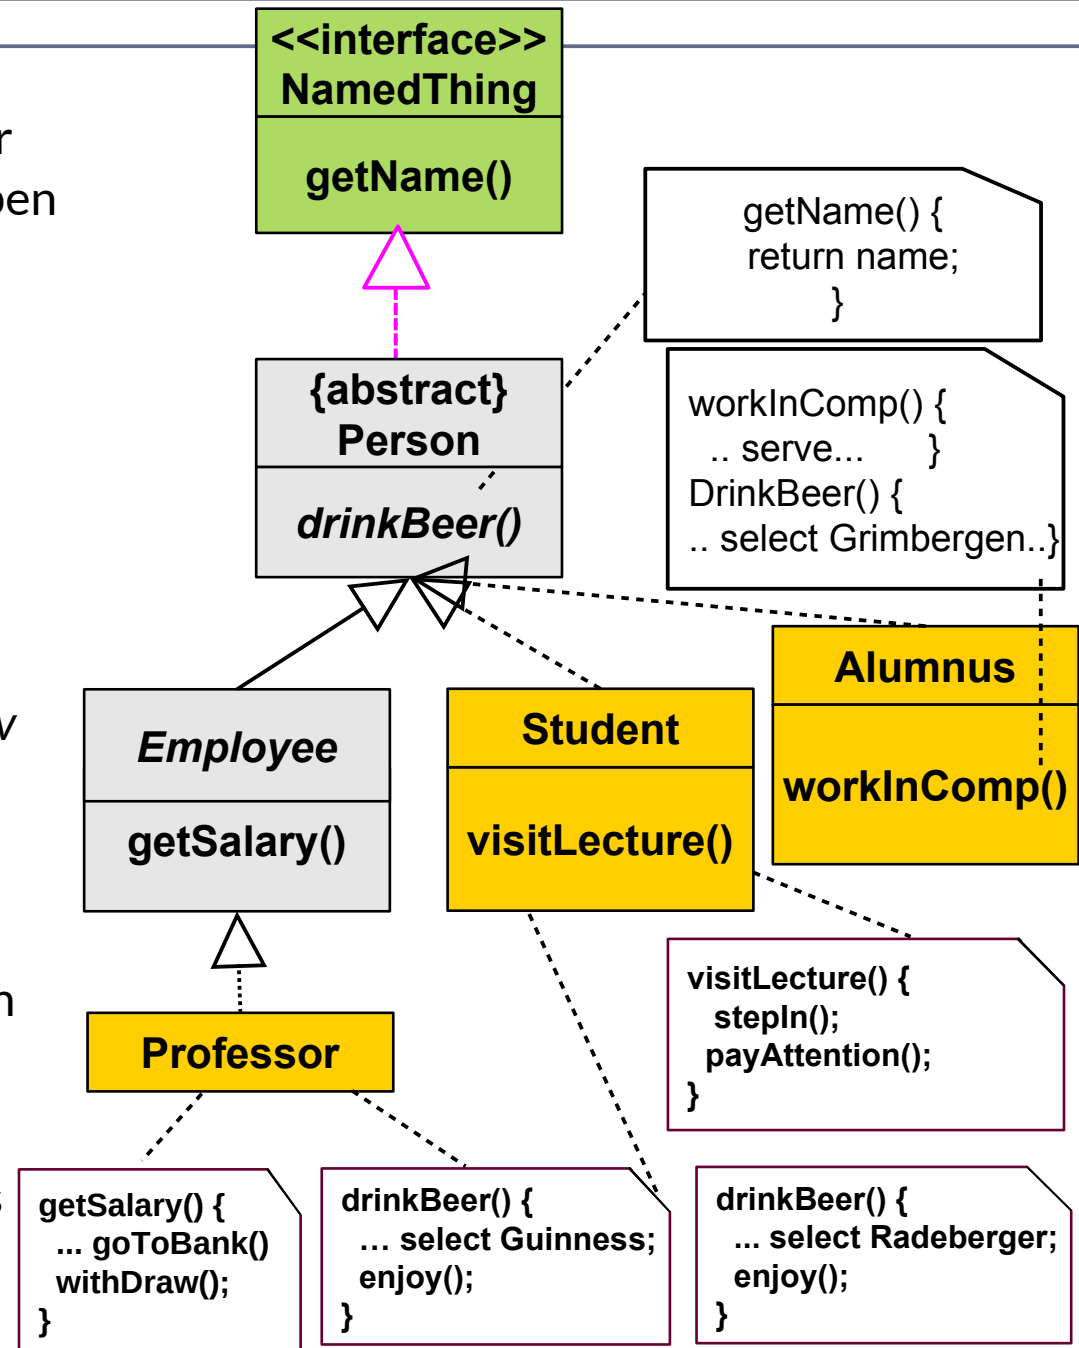 <<interface>>
NamedThing
getName()
r
pen
getName() {
return name;
}
{abstract}
Person
drinkBeer()
workInComp() {
.. serve... }
DrinkBeer() {
.. select Grimbergen..}
Alumnus
workInComp()
Employee
getSalary()
Student
visitLecture()
visitLecture() {
stepIn();
payAttention();
}
Professor
getSalary() {
... goToBank()
withDraw();
}
drinkBeer() {
... select Guinness;
enjoy();
}
drinkBeer() {
... select Radeberger;
enjoy();
}